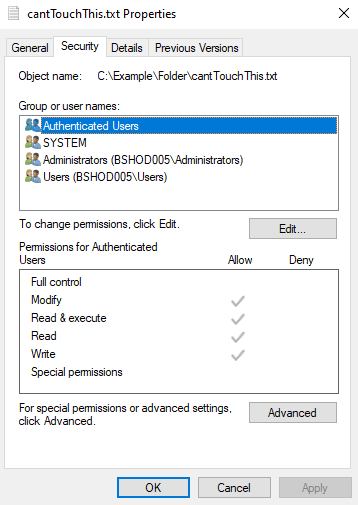 cantTouchThis.txt Properties
General Security Details Previous Versions
Object name: C:\Example\Folder\cantTouchThis.txt
Group or user names:
Authenticated Users
SYSTEM
Administrators (BSHOD005\Administrators)
Users (BSHOD005\Users)
To change permissions, click Edit. Edit...
Permissions for Authenticated
Users Allow Deny
Full control
Modify
Read & execute
Read
Write
Special permissions
For special permissions or advanced settings,
click Advanced. Advanced
OK Cancel Apply